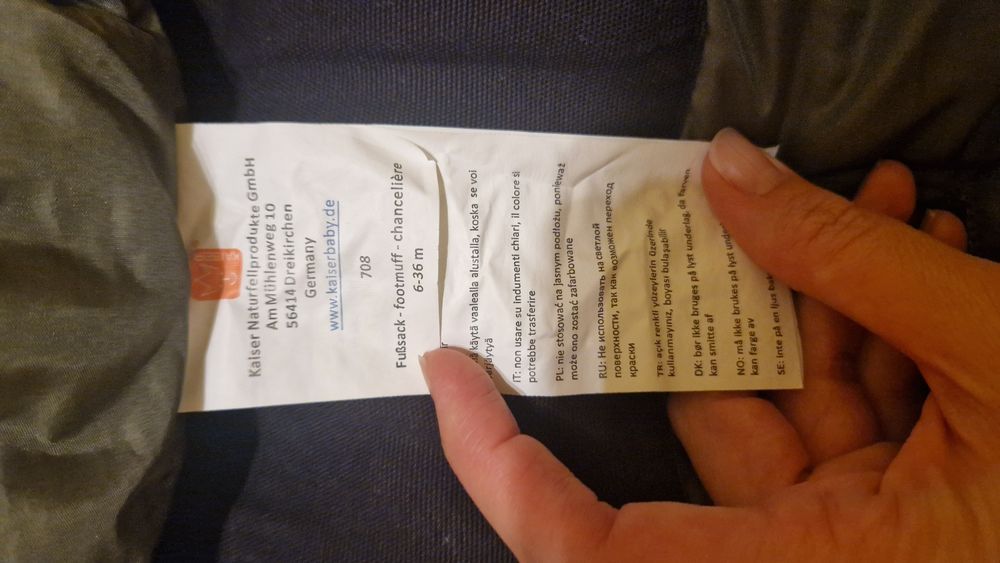 Kaiser Naturfellprodukte GmbH
Am Mühlenweg 10
56414 Dreikirchen
Germany
www.kaiserbaby.de
708
Fußsack - footmuff - chancelière
6-36 m
käytä vaalealla alustalla, koska se voi
IT: non usare su indumenti chiari, il colore si
potrebbe trasferire
PL: nie stosować na jasnym podłożu, ponieważ
może ono zostać zafarbowane
RU: Не использовать на светлой
поверхности, так как возможен переход
краски
TR: açık renkli yüzeylerin üzerinde
kullanmayınız, boyası bulaşabilir
DK: bør ikke bruges på lyst underlag, da farven
kan smitte af
NO: må ikke brukes på lyst
kan farge av
SE: Inte på en ljus